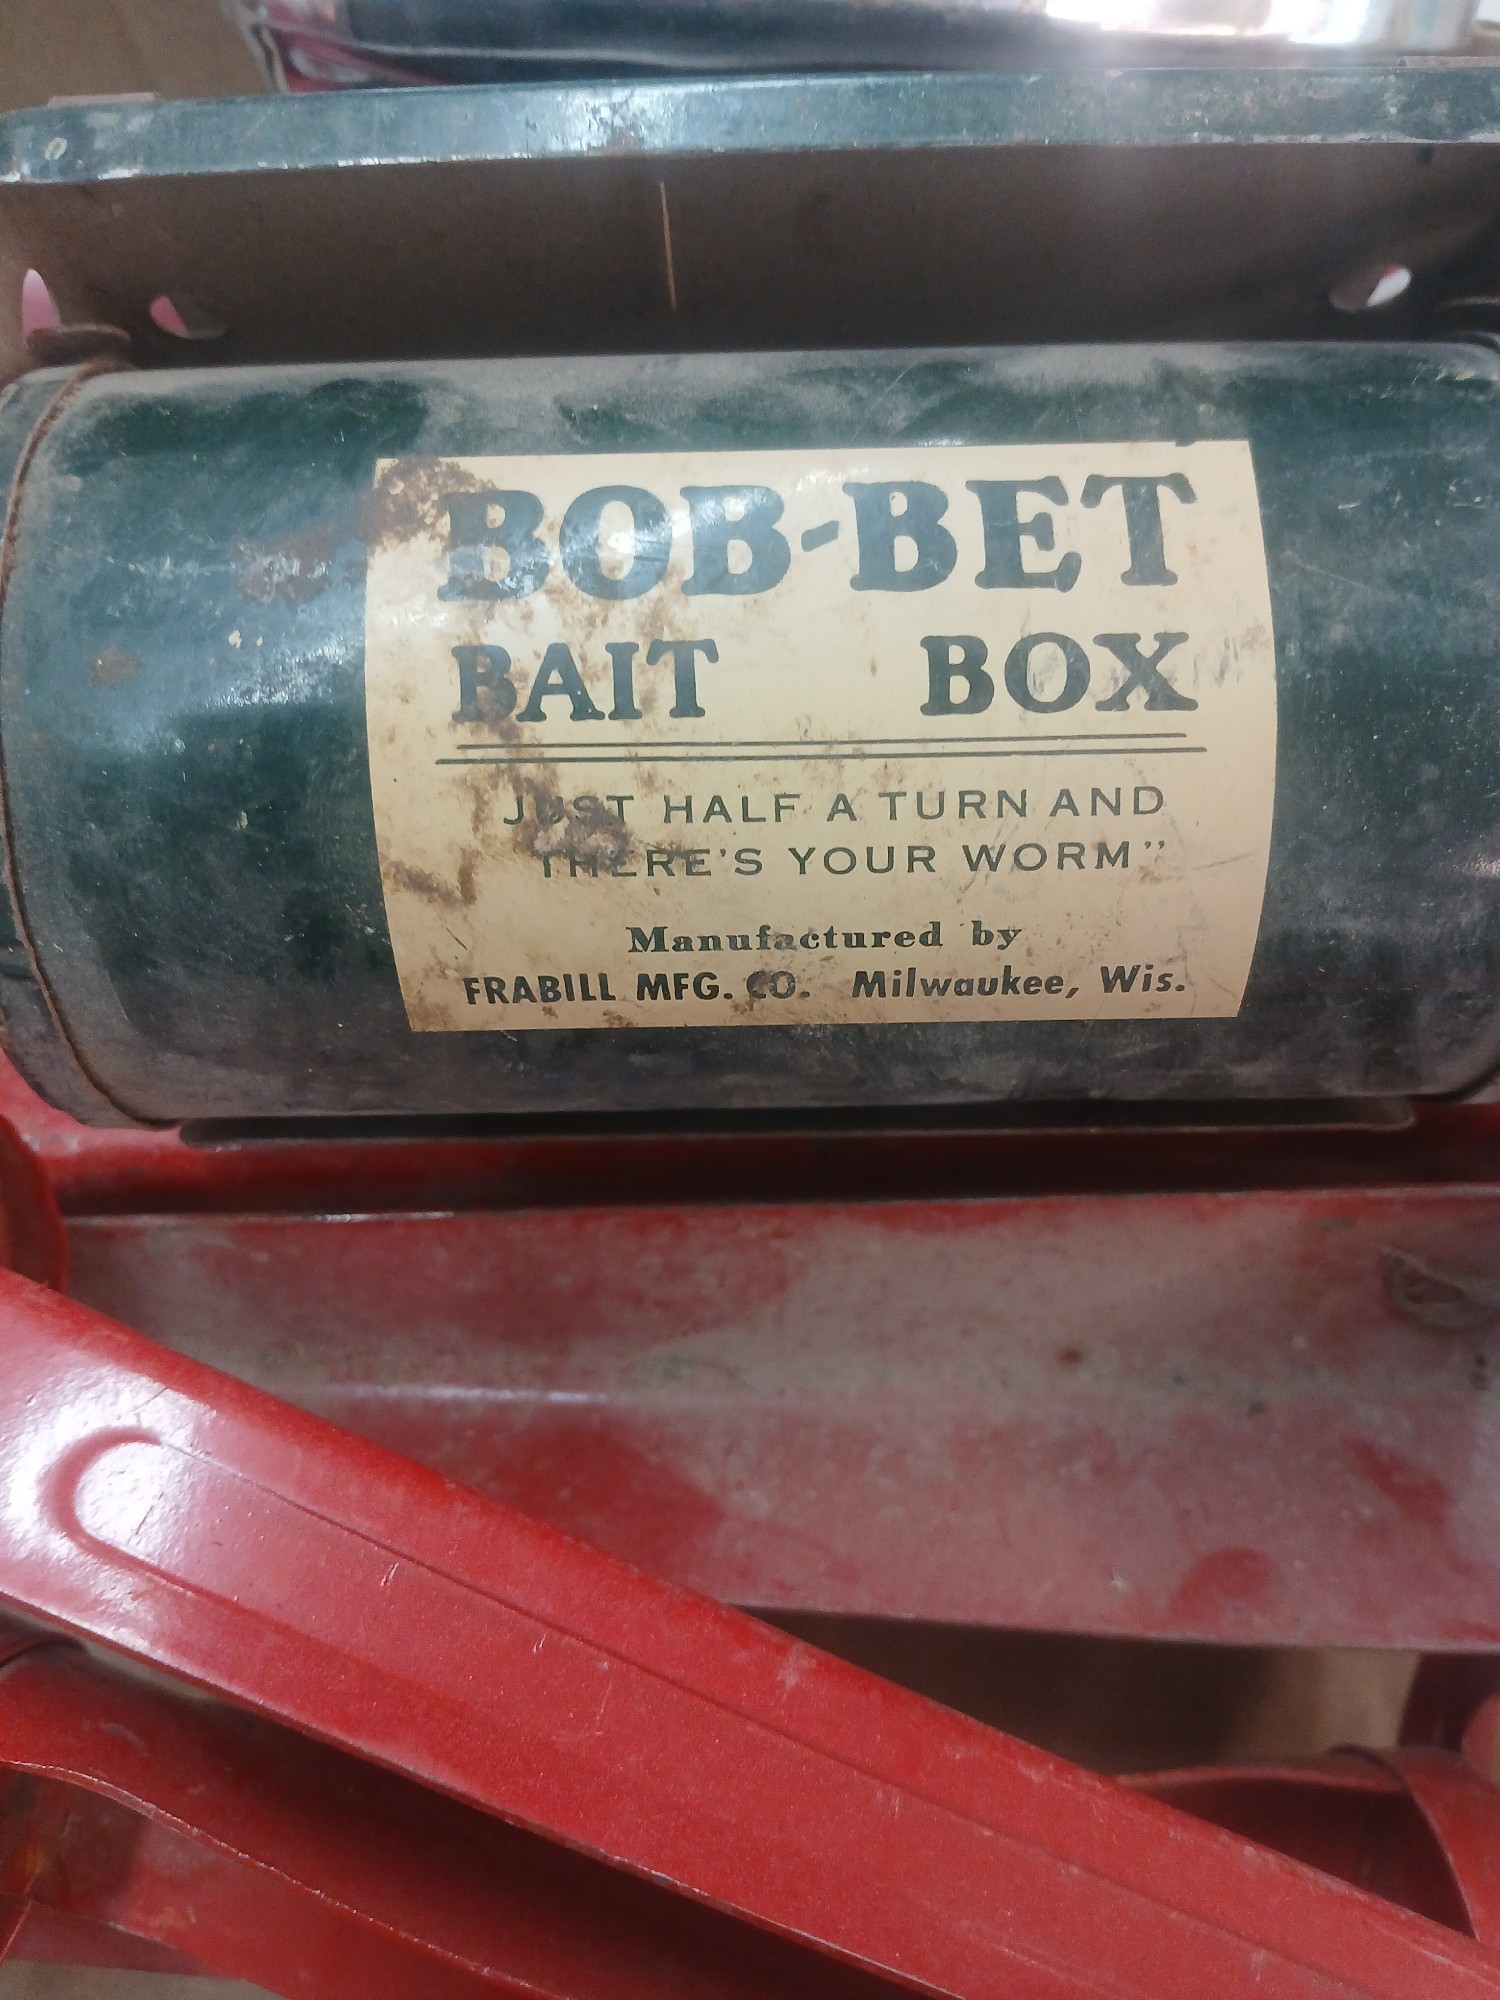 BOB-BET
BAIT BOX
JUST HALF A TURN AND
THERE'S YOUR WORM"
Manufactured by
FRABILL MFG. CO. Milwaukee, Wis.